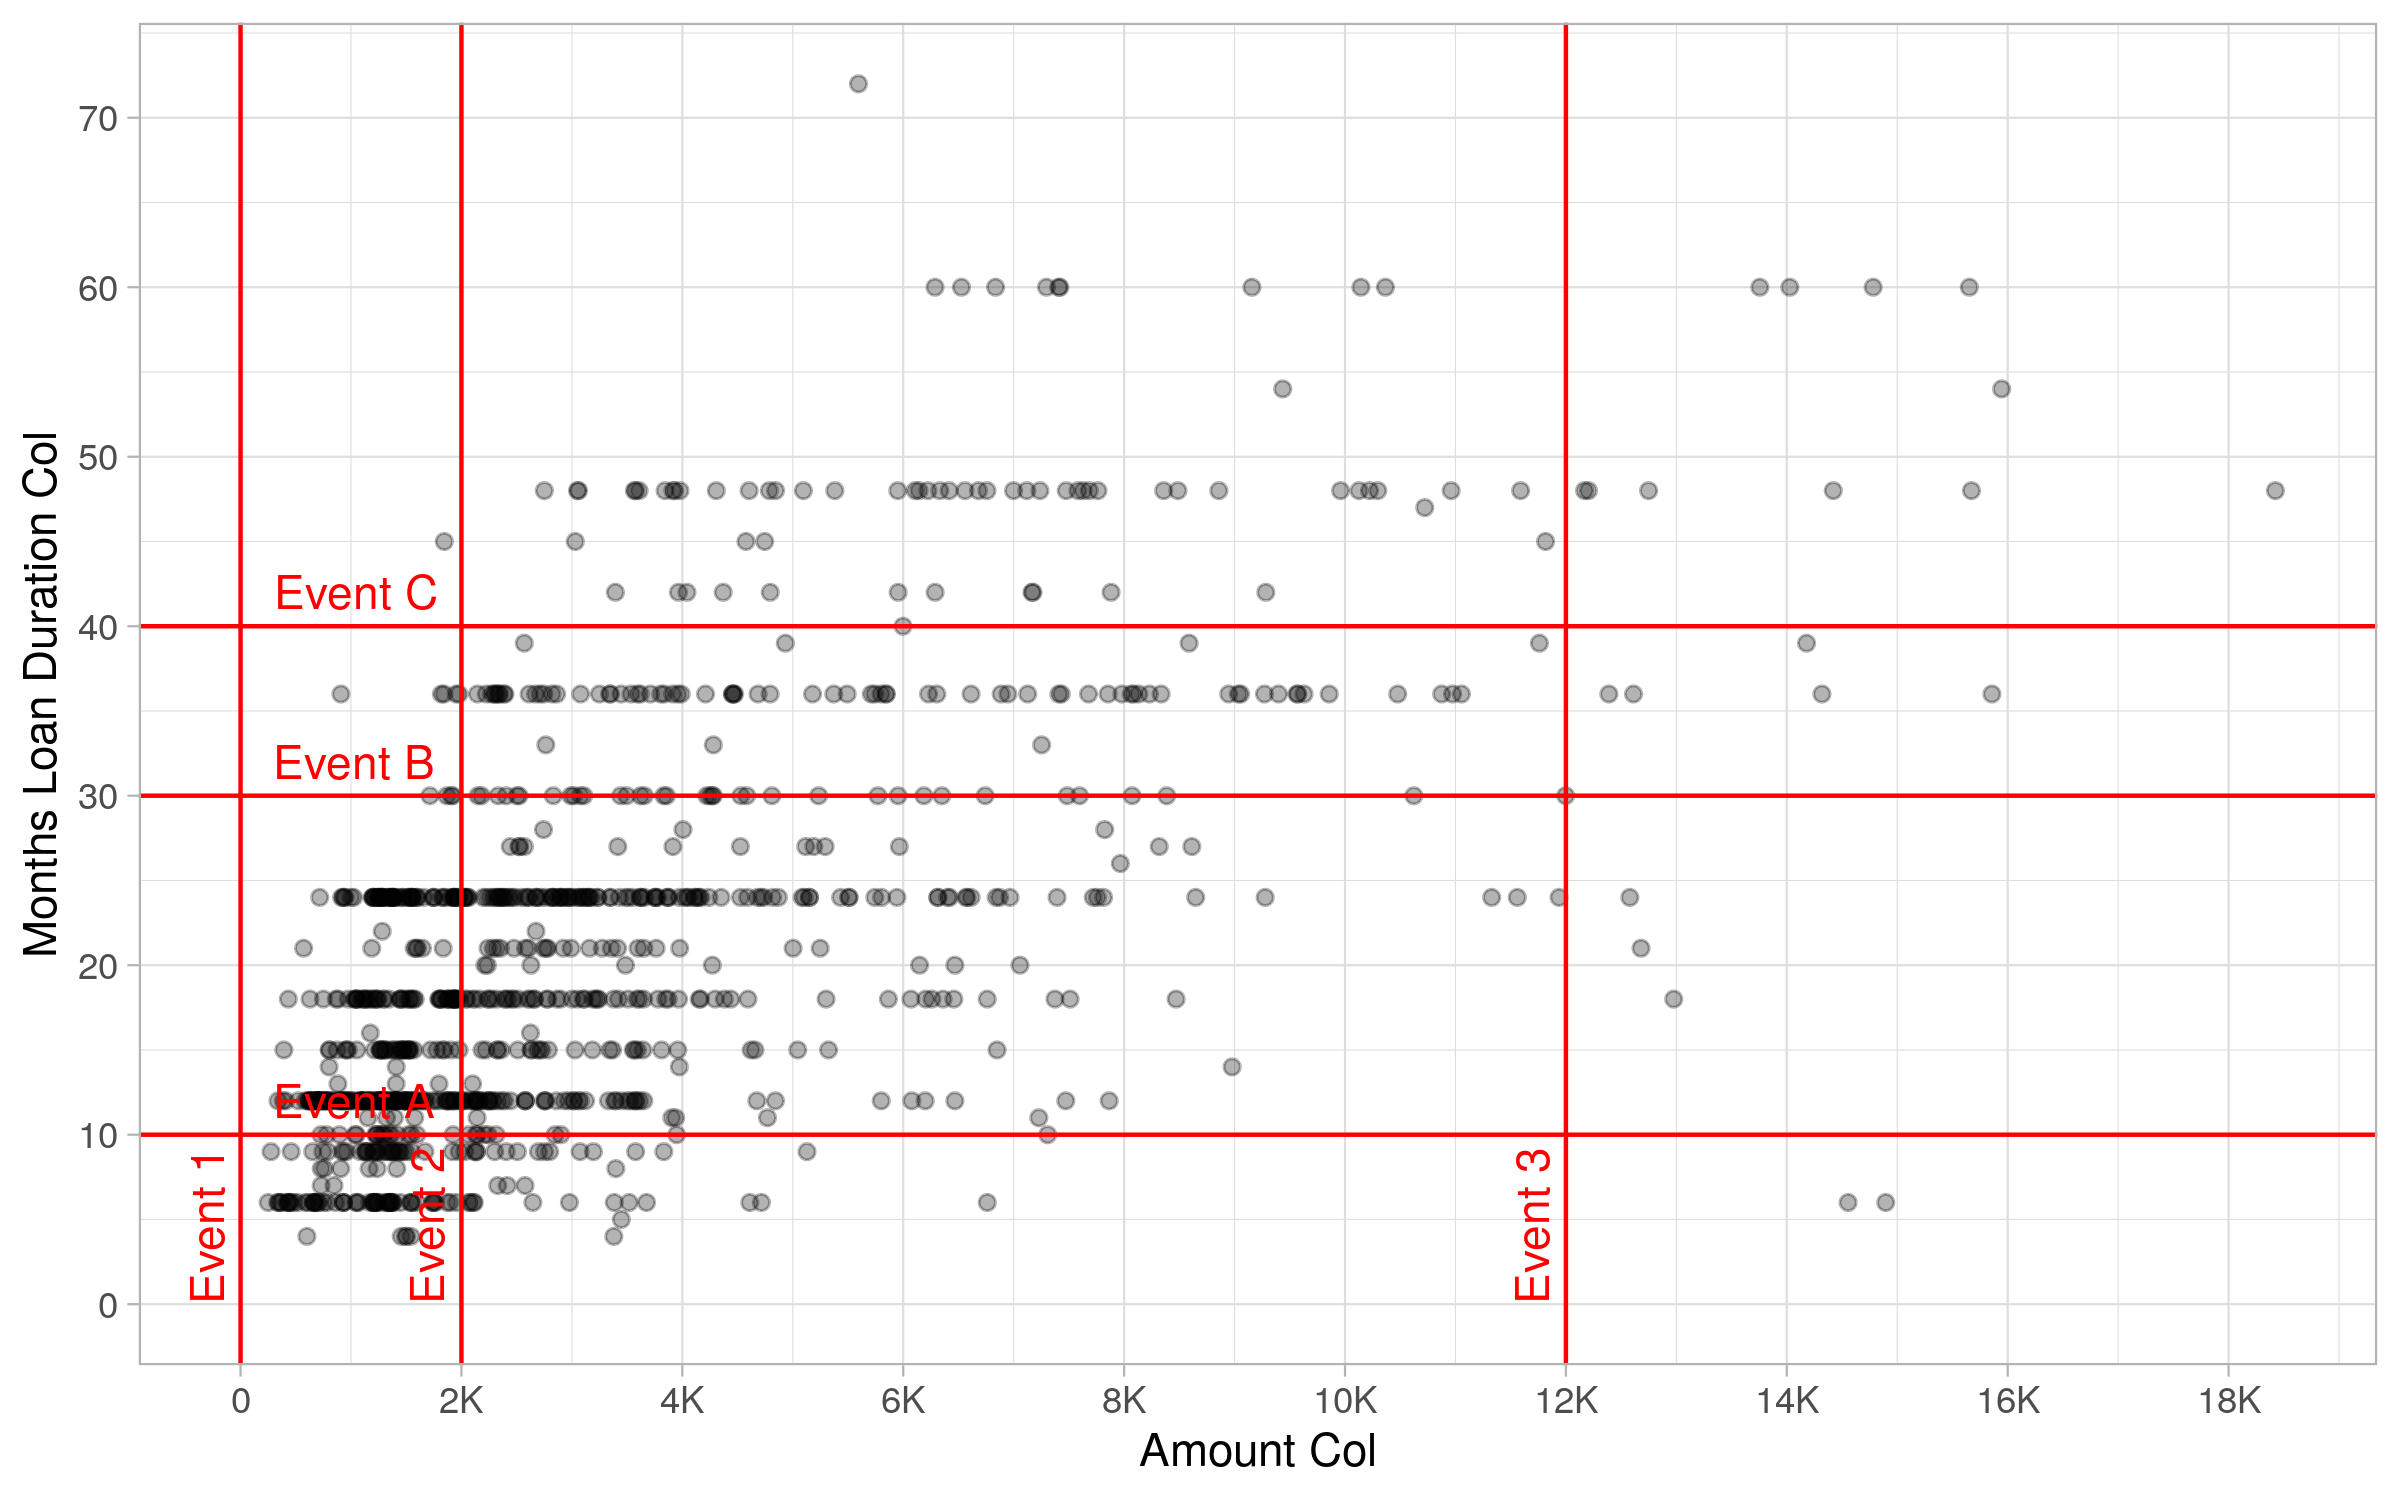 Months Loan Duration Col
70
60
50
40
30
20
10
0
Event C
Event B
Event A
Event 1
Event 2
Event 3
0 2K 4K 6K 8K 10K 12K 14K 16K 18K
Amount Col